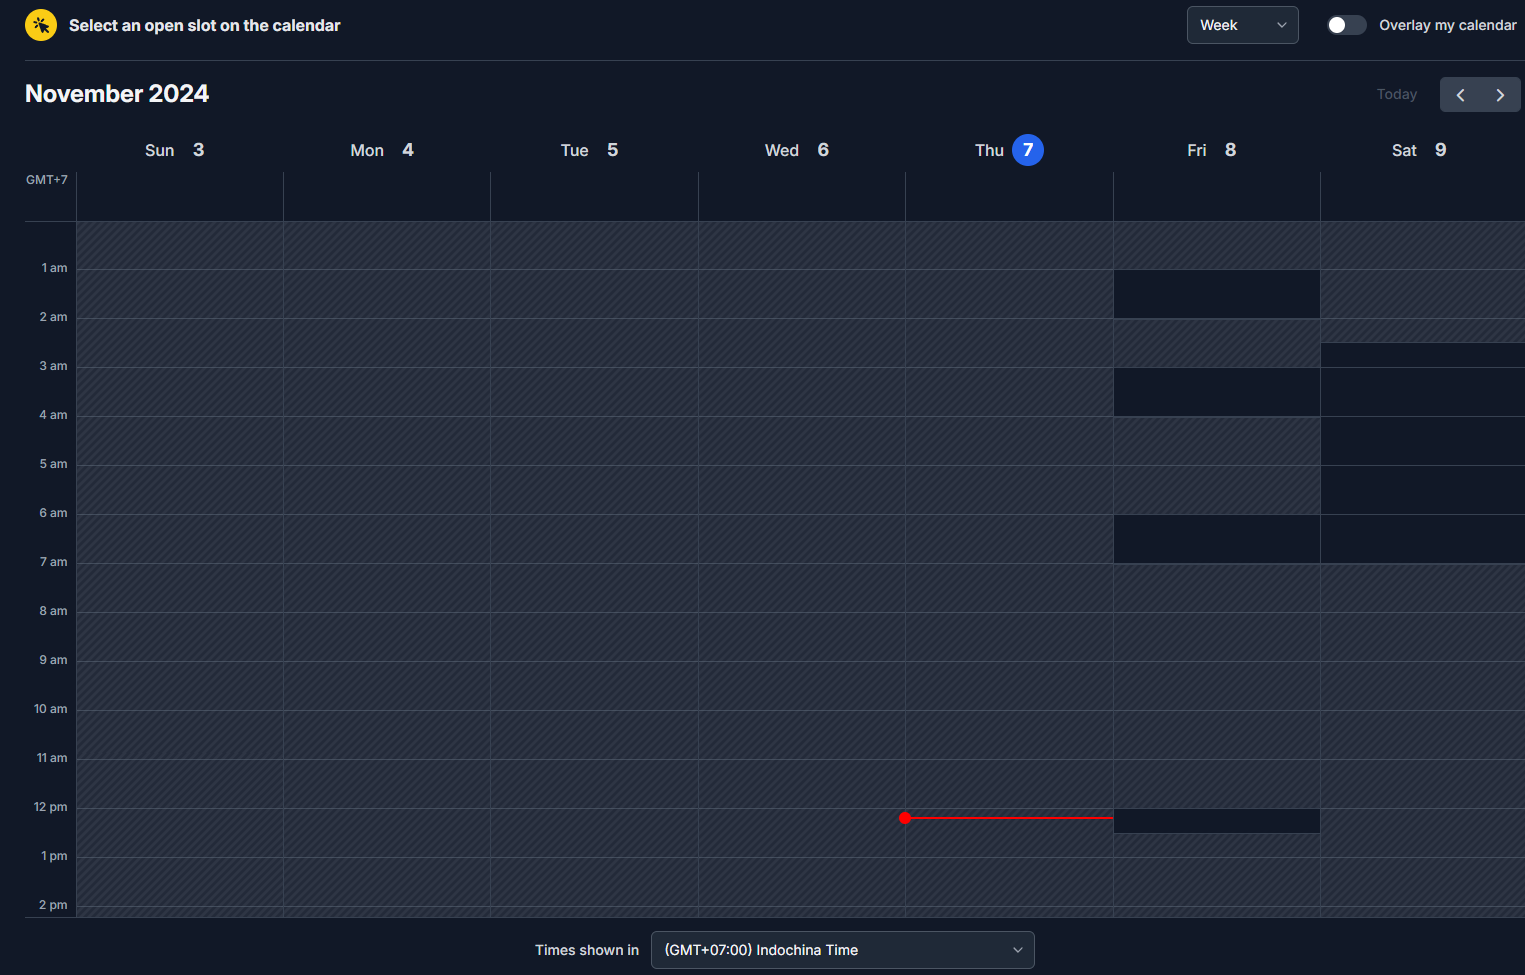 Select an open slot on the calendar
Week
Overlay my calendar
November 2024
Today
Sun 3
Mon 4
Tue 5
Wed 6
Thu 7
Fri 8
Sat 9
GMT+7
1 am
2 am
3 am
4 am
5 am
6 am
7 am
8 am
9 am
10 am
11 am
12 pm
1 pm
2 pm
Times shown in
(GMT+07:00) Indochina Time